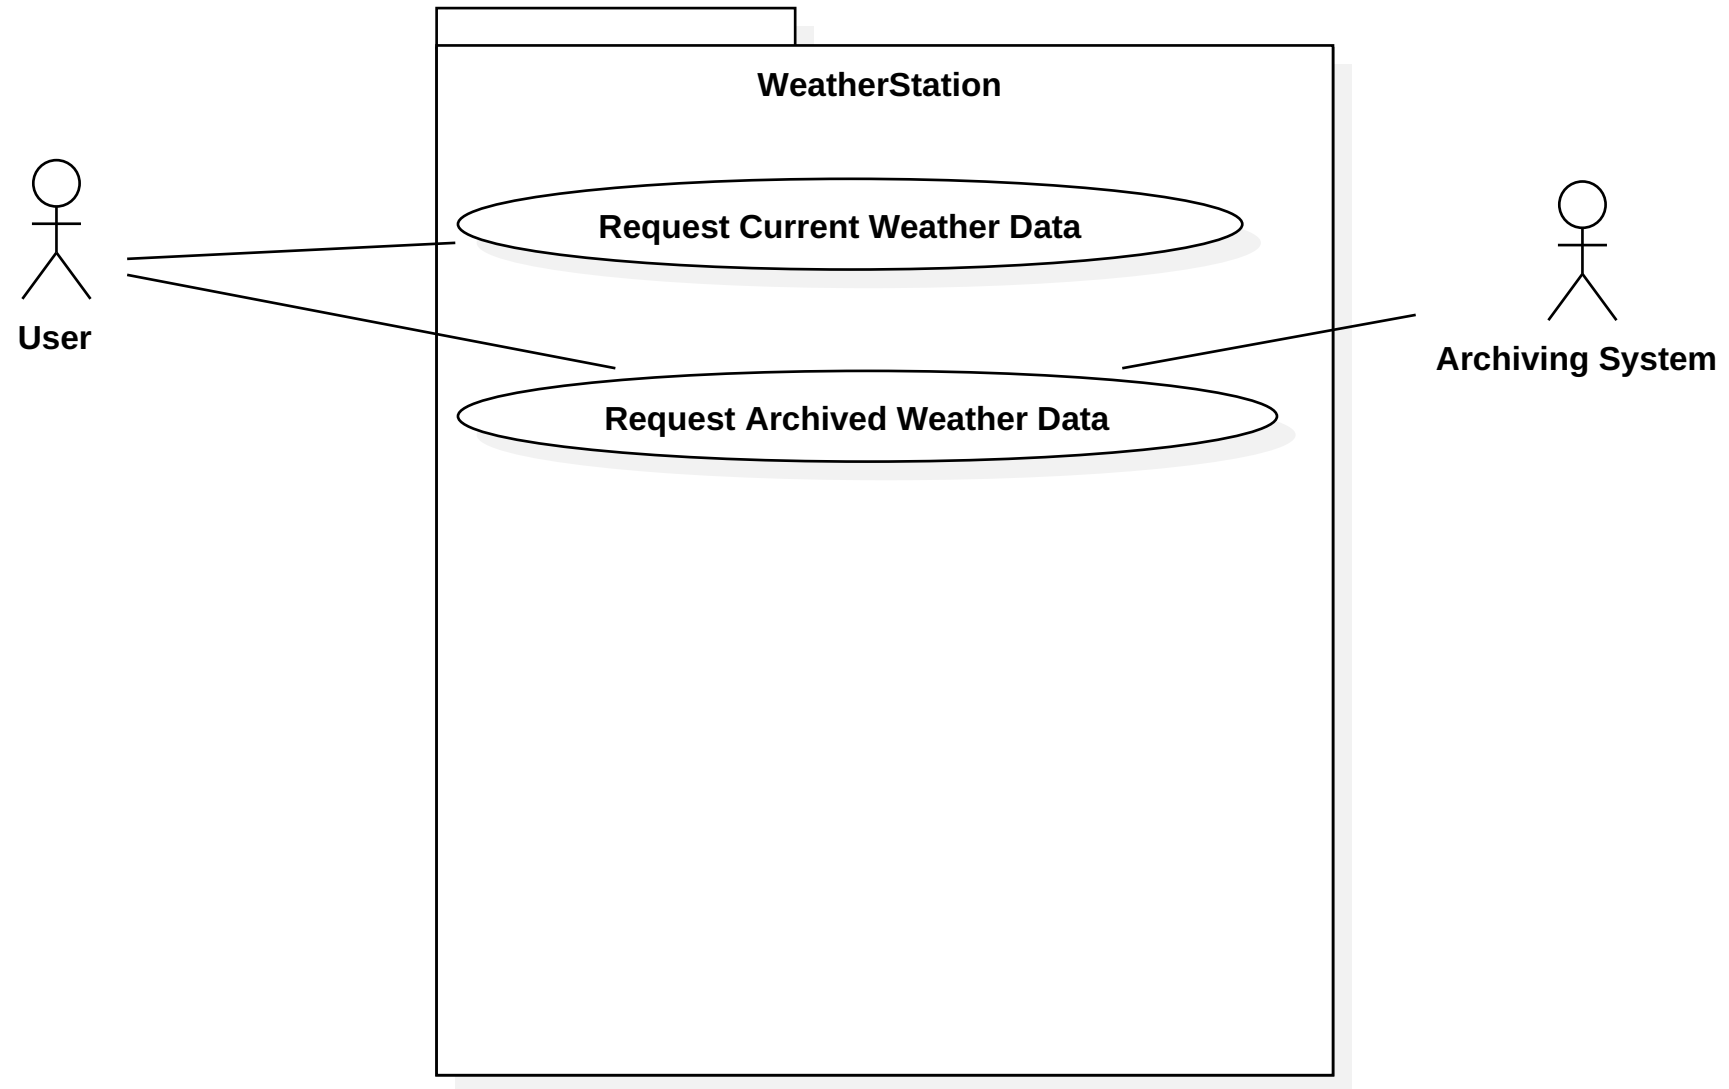 WeatherStation
Request Current Weather Data
User
Archiving System
Request Archived Weather Data